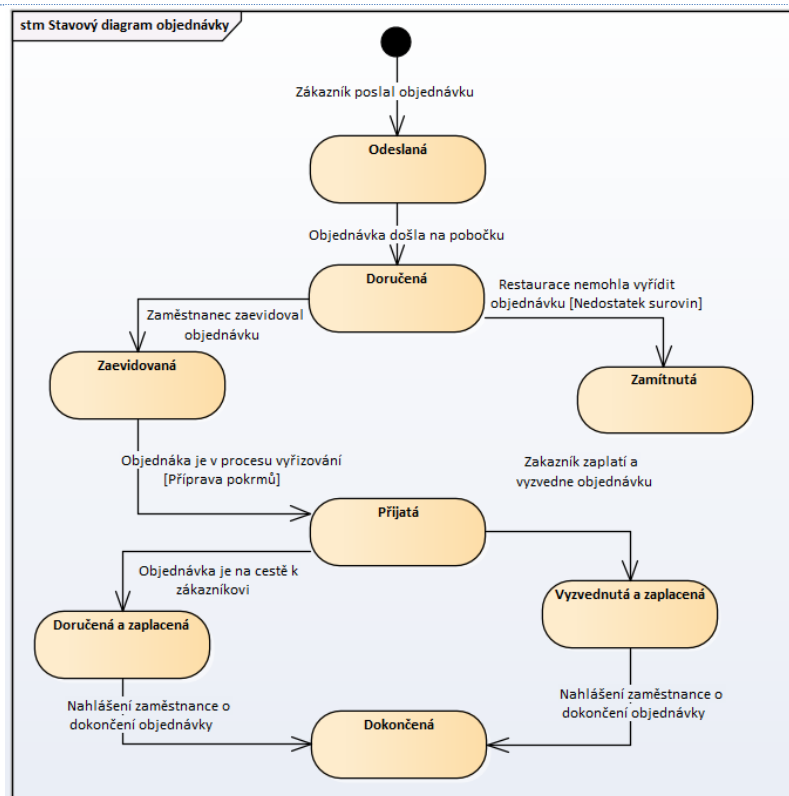 stm Stavový diagram objednávky
Zákazník poslal objednávku
Odeslaná
Objednávka došla na pobočku
Doručená
Restaurace nemohla vyřídit
objednávku [Nedostatek surovin]
Zaměstnanec zaevidoval
objednávku
Zaevidovaná
Zamítnutá
Objednáka je v procesu vyřizování
[Příprava pokrmů]
Zakazník zaplatí a
vyzvedne objednávku
Přijatá
Objednávka je na cestě k
zákazníkovi
Vyzvednutá a zaplacená
Doručená a zaplacená
Nahlášení zaměstnance o
dokončení objednávky
Nahlášení zaměstnance o
dokončení objednávky
Dokončená